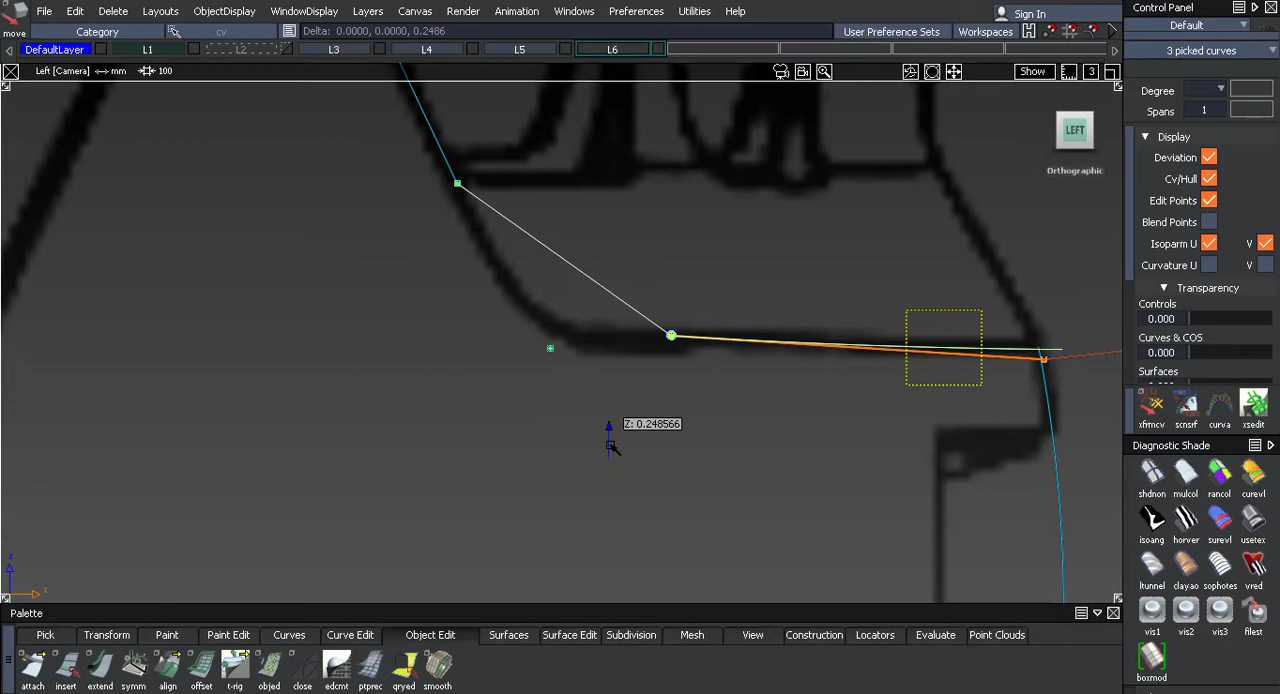 File Edit Delete Layouts ObjectDisplay WindowDisplay Layers Canvas Render Animation Windows Preferences Utilities Help
Sign In
Control Panel
move
Category
cv
Delta: 0.0000, 0.0000, 0.2486
User Preference Sets
Workspaces
Default
DefaultLayer L1 L2 L3 L4 L5 L6
3 picked curves
Left [Camera] mm 100
Show 3
Degree
Spans 1
Display
Deviation
Cv/Hull
Edit Points
Blend Points
Isoparm U V
Curvature U V
Transparency
Controls
0.000
Curves & COS
0.000
Surfaces
LEFT
Orthographic
Z: 0.248566
z
x
xfrmcv scnsrf curva xsedit
Diagnostic Shade
shdnon mulcol rancol curevl
isoang horver surevl usetex
ltunnel clayao sophotes vred
vis1 vis2 vis3 filest
boxmod
Palette
Pick Transform Paint Paint Edit Curves Curve Edit Object Edit Surfaces Surface Edit Subdivision Mesh View Construction Locators Evaluate Point Clouds
attach insert extend symm align offset t-rig objed close edcmt ptprec qryed smooth